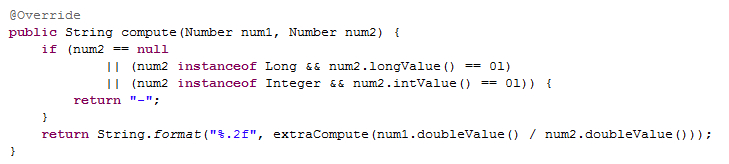 @Override
public String compute(Number num1, Number num2) {
    if (num2 == null
            || (num2 instanceof Long && num2.longValue() == 0l)
            || (num2 instanceof Integer && num2.intValue() == 0l)) {
        return "-";
    }
    return String.format("%.2f", extraCompute(num1.doubleValue() / num2.doubleValue()));
}